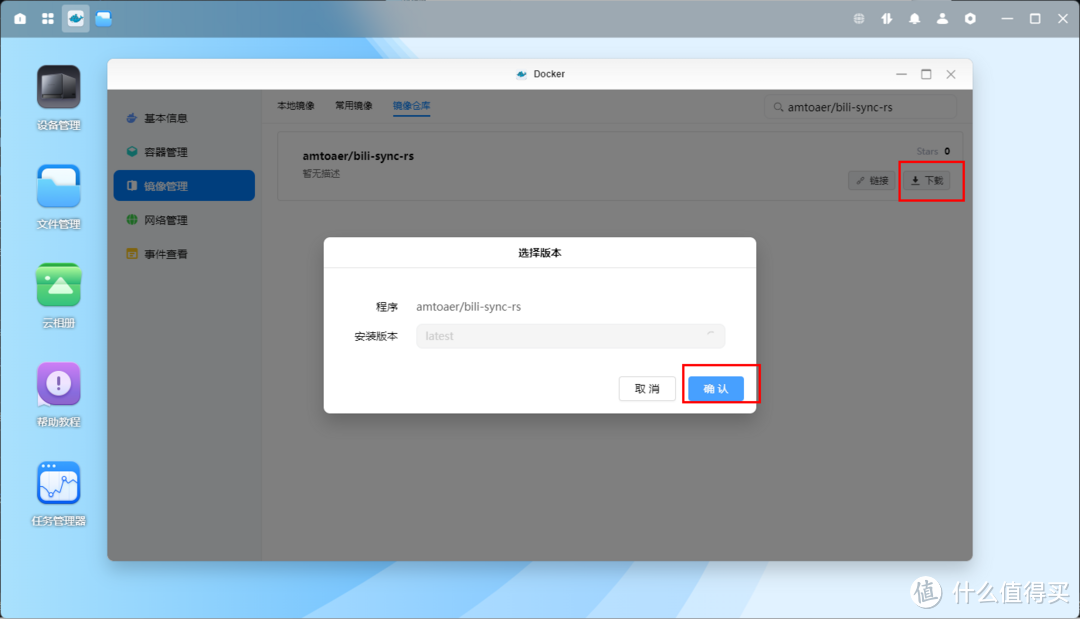 Docker
设备管理
文件管理
云相册
帮助教程
任务管理器
基本信息
容器管理
镜像管理
网络管理
事件查看
本地镜像 常用镜像 镜像仓库
amtoaer/bili-sync-rs
amtoaer/bili-sync-rs
暂无描述
Stars 0
链接 下载
选择版本
程序 amtoaer/bili-sync-rs
安装版本 latest
取消 确认
值 什么值得买